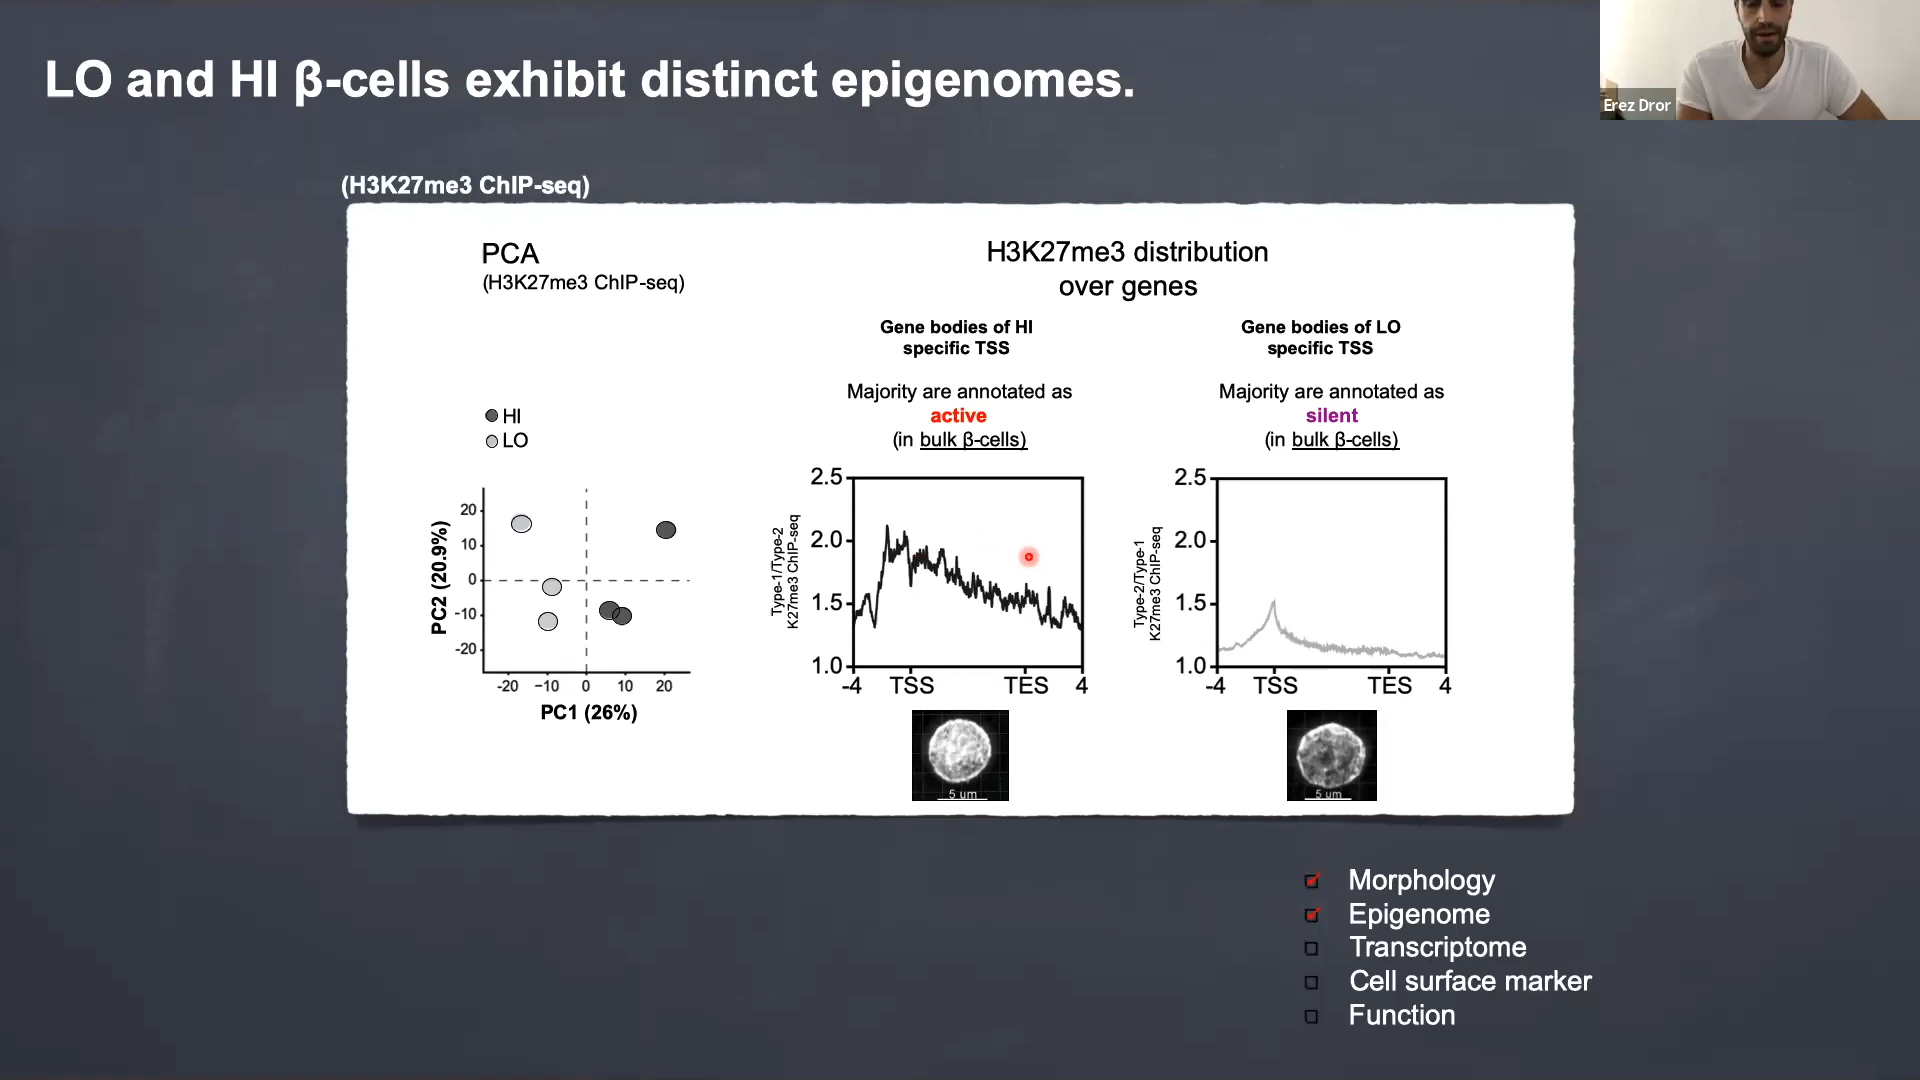 LO and HI β-cells exhibit distinct epigenomes.
Erez Dror
(H3K27me3 ChIP-seq)
PCA
(H3K27me3 ChIP-seq)
HI
LO
PC2 (20.9%)
20
10
0
-10
-20
-20 −10 0 10 20
PC1 (26%)
H3K27me3 distribution
over genes
Gene bodies of HI
specific TSS
Majority are annotated as
active
(in bulk β-cells)
Type-1/Type-2
K27me3 ChIP-seq
2.5
2.0
1.5
1.0
-4 TSS TES 4
5 um
Gene bodies of LO
specific TSS
Majority are annotated as
silent
(in bulk β-cells)
Type-2/Type-1
K27me3 ChIP-seq
2.5
2.0
1.5
1.0
-4 TSS TES 4
5 um
Morphology
Epigenome
Transcriptome
Cell surface marker
Function